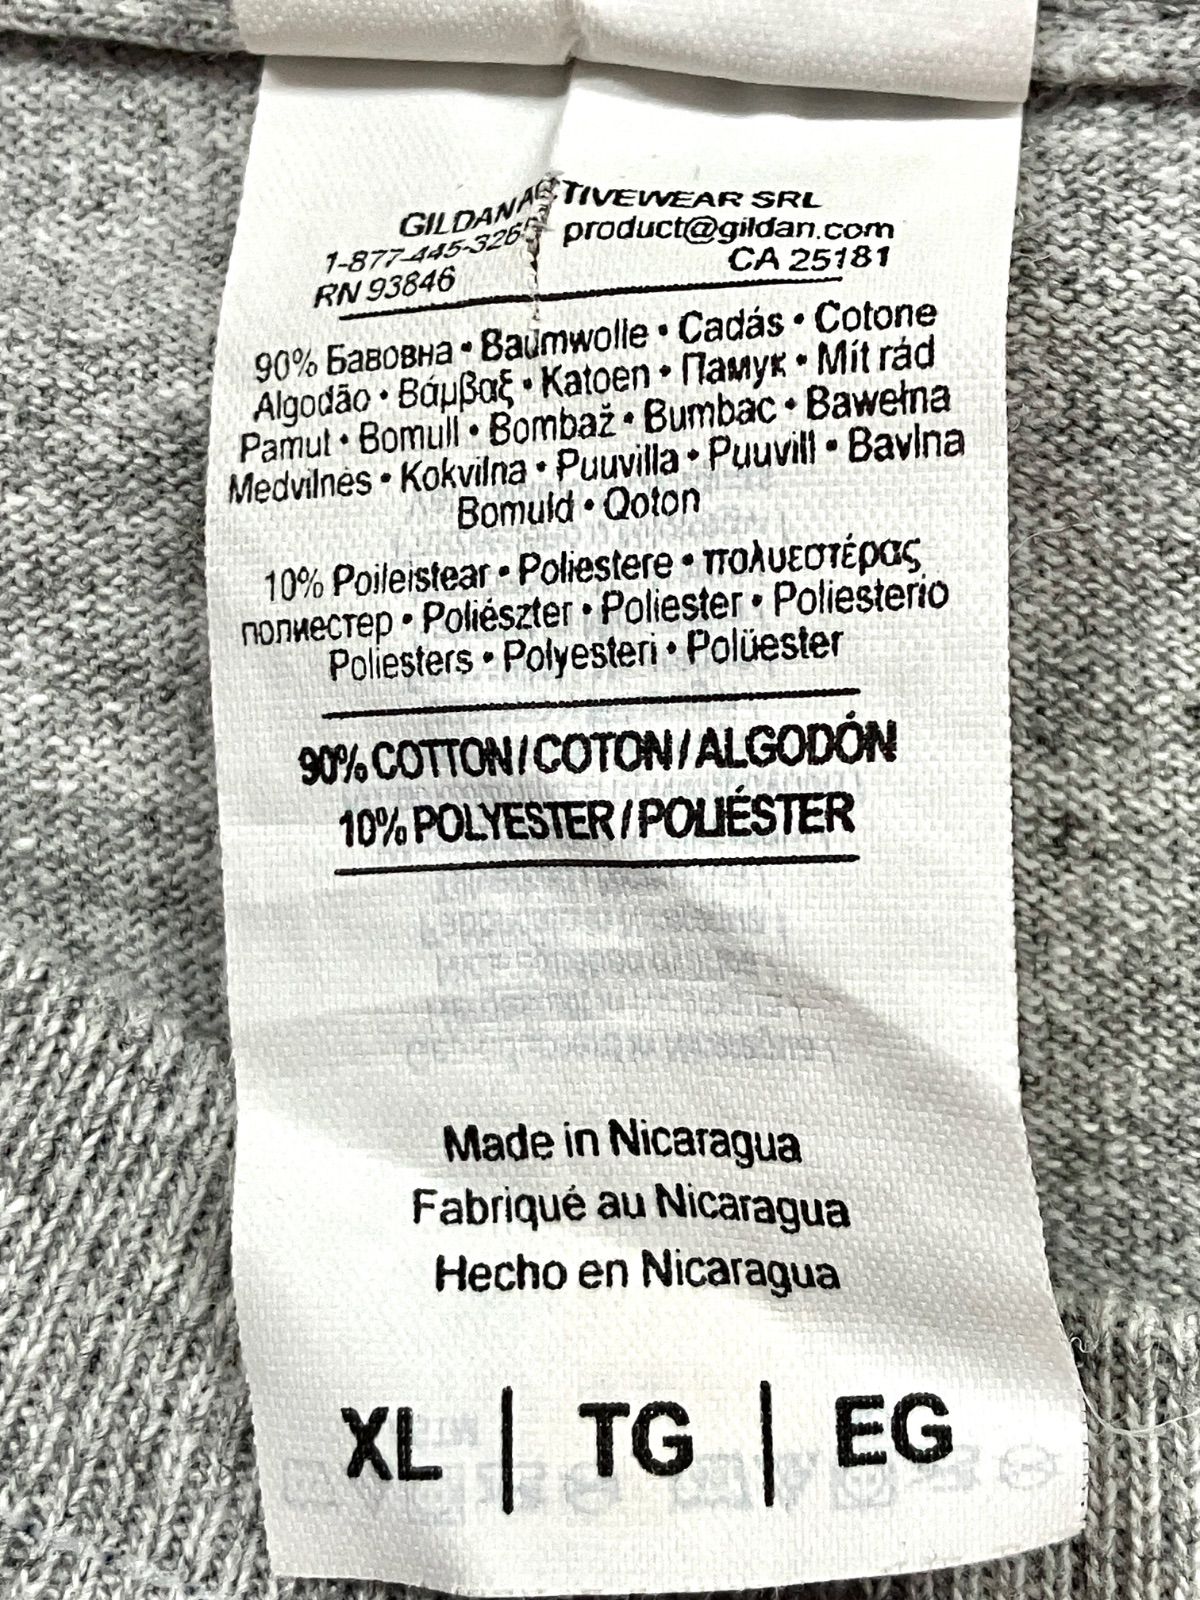 GILDAN ACTIVEWEAR SRL
1-877-445-326 product@gildan.com
RN 93846 CA 25181
90% Бавовна • Baumwolle • Cadás • Cotone
Algodão • Βάμβαξ • Katoen • Памук • Mít rád
Pamut • Bomull • Bombaž • Bumbac • Bawełna
Medvilnės • Kokvilna • Puuvilla • Puuvill • Bavlna
Bomuld • Qoton
10% Poileistear • Poliestere • πολυεστέρας
полиестер • Poliészter • Poliester • Poliesterio
Poliesters • Polyesteri • Polüester
90% COTTON / COTON / ALGODÓN
10% POLYESTER / POLIÉSTER
Made in Nicaragua
Fabriqué au Nicaragua
Hecho en Nicaragua
XL | TG | EG